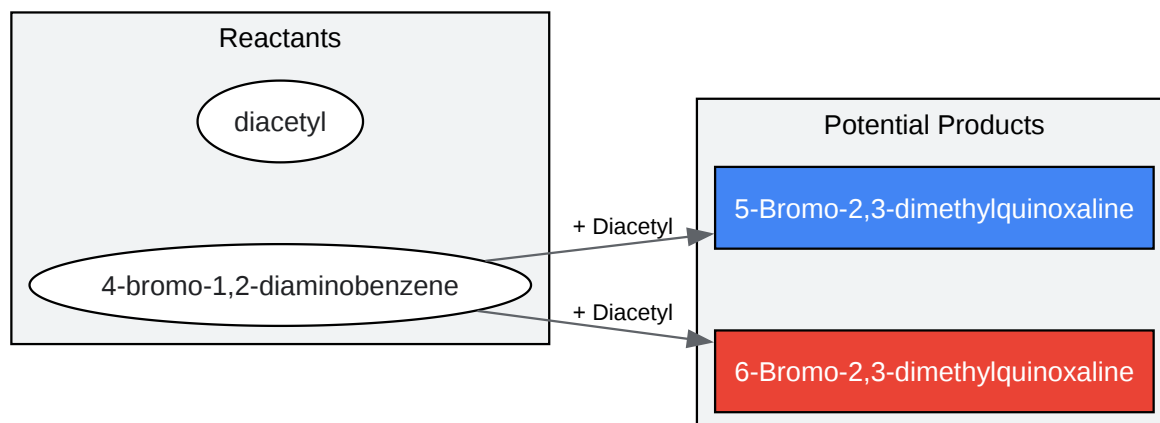 Reactants
diacetyl
4-bromo-1,2-diaminobenzene
+ Diacetyl
+ Diacetyl
Potential Products
5-Bromo-2,3-dimethylquinoxaline
6-Bromo-2,3-dimethylquinoxaline